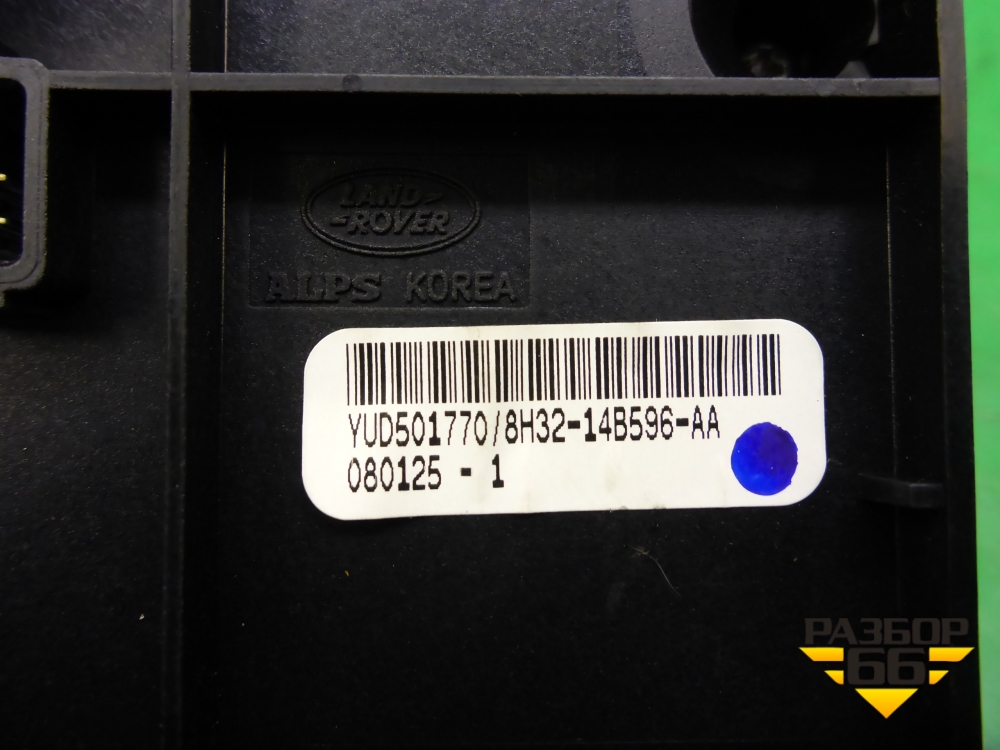 LAND
ROVER
ALPS KOREA
YUD501770/8H32-14B596-AA
080125 - 1
РАЗБОР
66